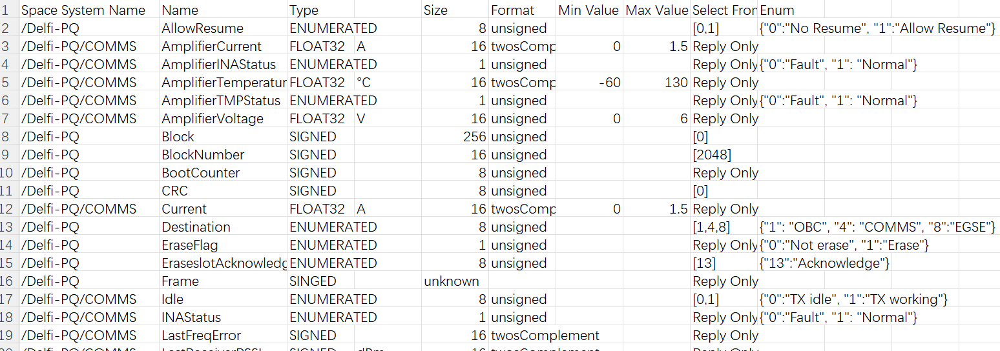 1 Space System Name Name Type Size Format Min Value Max Value Select Fror Enum
2 /Delfi-PQ AllowResume ENUMERATED 8 unsigned [0,1] {"0":"No Resume", "1":"Allow Resume"}
3 /Delfi-PQ/COMMS AmplifierCurrent FLOAT32 A 16 twosComp 0 1.5 Reply Only
4 /Delfi-PQ/COMMS AmplifierINAStatus ENUMERATED 1 unsigned Reply Only {"0":"Fault", "1": "Normal"}
5 /Delfi-PQ/COMMS AmplifierTemperatur FLOAT32 °C 16 twosComp -60 130 Reply Only
6 /Delfi-PQ/COMMS AmplifierTMPStatus ENUMERATED 1 unsigned Reply Only {"0":"Fault", "1": "Normal"}
7 /Delfi-PQ/COMMS AmplifierVoltage FLOAT32 V 16 unsigned 0 6 Reply Only
8 /Delfi-PQ Block SIGNED 256 unsigned [0]
9 /Delfi-PQ BlockNumber SIGNED 16 unsigned [2048]
10 /Delfi-PQ BootCounter SIGNED 8 unsigned Reply Only
11 /Delfi-PQ CRC SIGNED 8 unsigned [0]
12 /Delfi-PQ/COMMS Current FLOAT32 A 16 twosComp 0 1.5 Reply Only
13 /Delfi-PQ Destination ENUMERATED 8 unsigned [1,4,8] {"1": "OBC", "4": "COMMS", "8":"EGSE"}
14 /Delfi-PQ EraseFlag ENUMERATED 1 unsigned Reply Only {"0":"Not erase", "1":"Erase"}
15 /Delfi-PQ EraseslotAcknowledg ENUMERATED 8 unsigned [13] {"13":"Acknowledge"}
16 /Delfi-PQ Frame SINGED unknown Reply Only
17 /Delfi-PQ/COMMS Idle ENUMERATED 8 unsigned [0,1] {"0":"TX idle", "1":"TX working"}
18 /Delfi-PQ/COMMS INAStatus ENUMERATED 1 unsigned Reply Only {"0":"Fault", "1": "Normal"}
19 /Delfi-PQ/COMMS LastFreqError SIGNED 16 twosComplement Reply Only
/Delfi-PQ/COMMS LastReceiverRSSI SIGNED dBm 16 twosComplement Reply Only